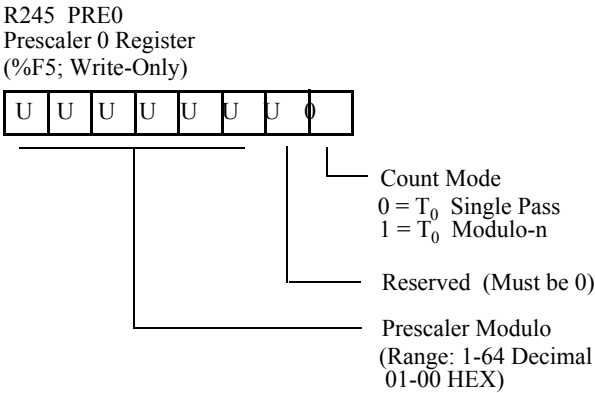 R245 PRE0
Prescaler 0 Register
(%F5; Write-Only)
U U U U U U U 0
Count Mode
0 = T0 Single Pass
1 = T0 Modulo-n
Reserved (Must be 0)
Prescaler Modulo
(Range: 1-64 Decimal
01-00 HEX)